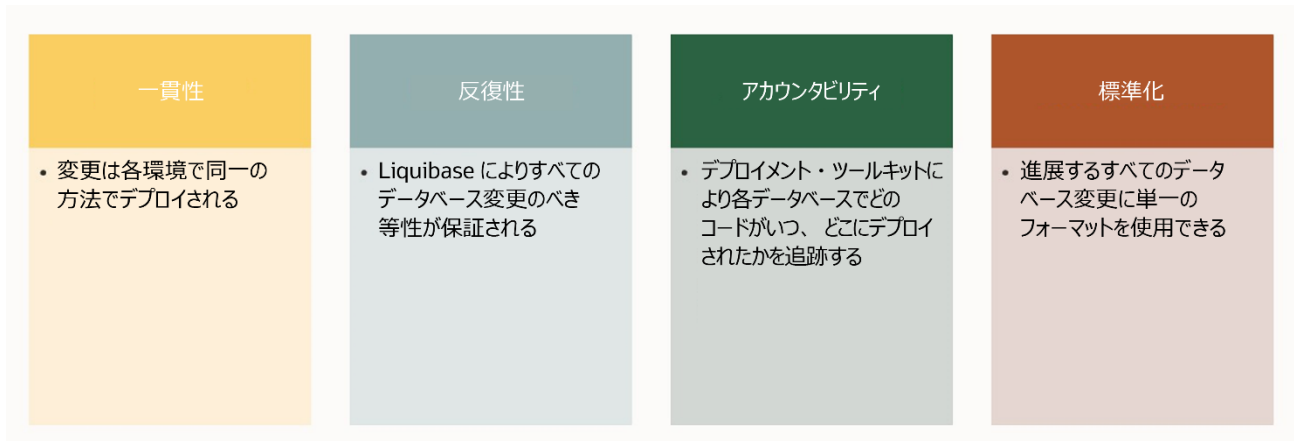 一貫性
• 変更は各環境で同一の
方法でデプロイされる
反復性
• Liquibase によりすべての
データベース変更のべき
等性が保証される
アカウンタビリティ
• デプロイメント・ツールキットに
より各データベースでどの
コードがいつ、どこにデプロイ
されたかを追跡する
標準化
• 進展するすべてのデータ
ベース変更に単一の
フォーマットを使用できる